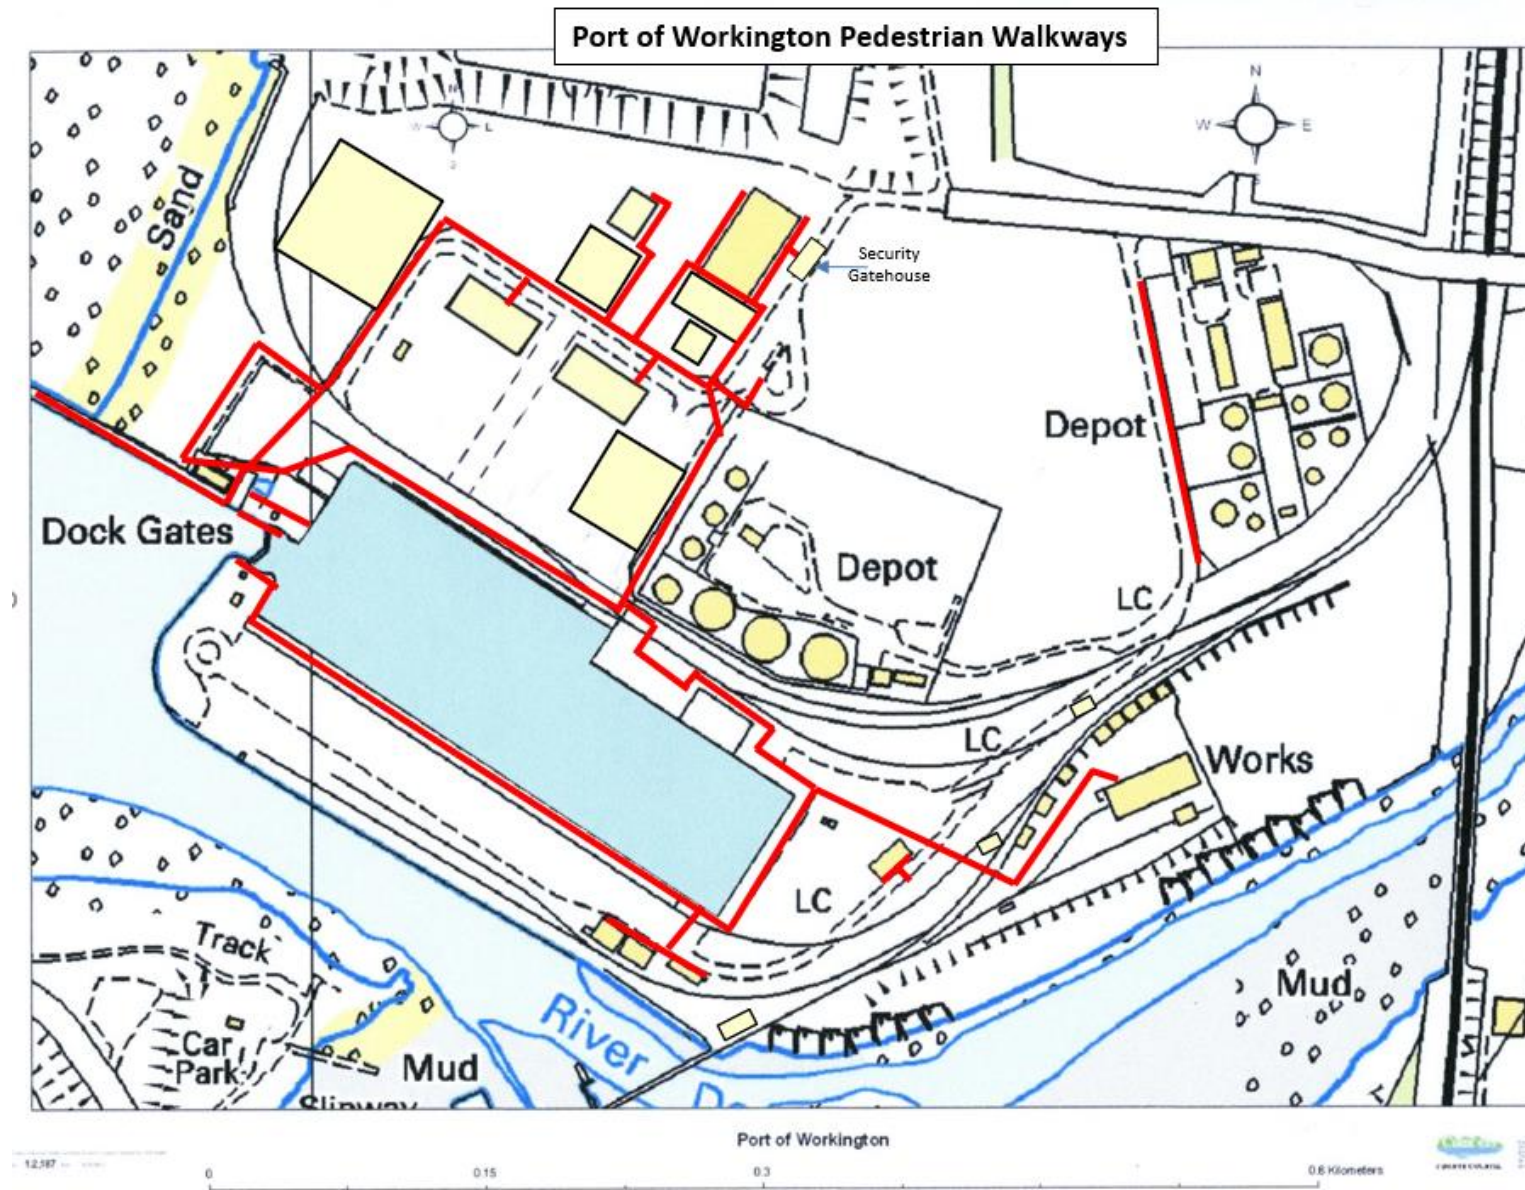 Port of Workington Pedestrian Walkways
N
W
E
N
W
L
S
Sand
Security
Gatehouse
Depot
Dock Gates
Depot
LC
LC
Works
LC
Track
River
Mud
Car
Park
Mud
Slipway
Port of Workington
0
0.15
0.3
0.6 Kilometers